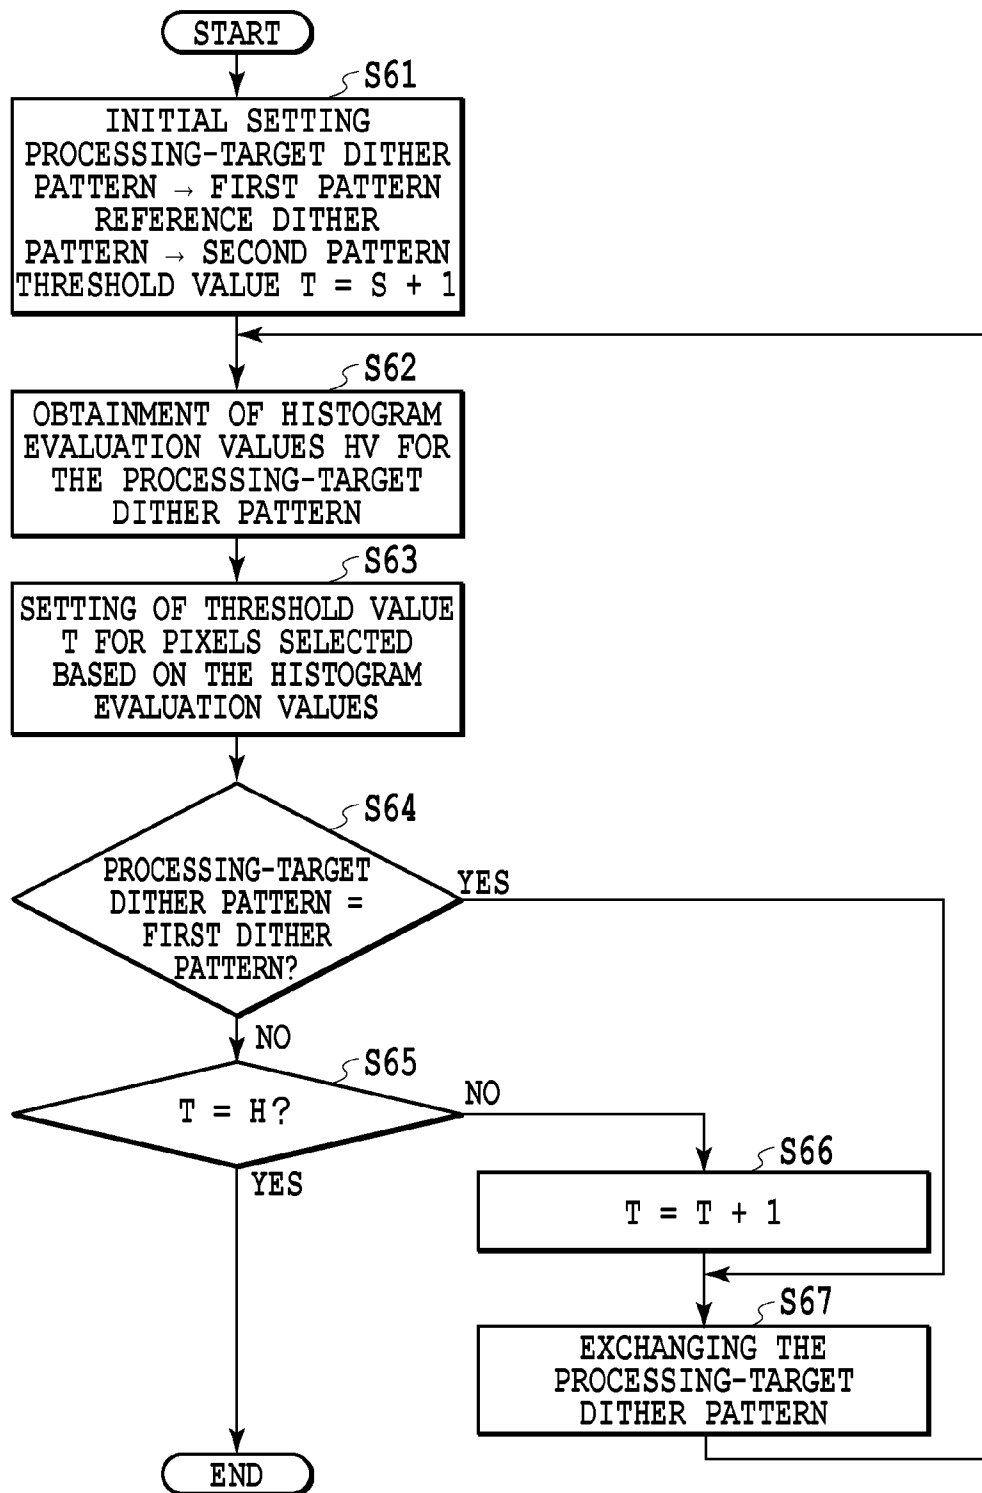 START
S61
INITIAL SETTING
PROCESSING-TARGET DITHER
PATTERN → FIRST PATTERN
REFERENCE DITHER
PATTERN → SECOND PATTERN
THRESHOLD VALUE T = S + 1
S62
OBTAINMENT OF HISTOGRAM
EVALUATION VALUES HV FOR
THE PROCESSING-TARGET
DITHER PATTERN
S63
SETTING OF THRESHOLD VALUE
T FOR PIXELS SELECTED
BASED ON THE HISTOGRAM
EVALUATION VALUES
S64
PROCESSING-TARGET
DITHER PATTERN =
FIRST DITHER
PATTERN?
YES
NO
S65
T = H?
NO
YES
S66
T = T + 1
S67
EXCHANGING THE
PROCESSING-TARGET
DITHER PATTERN
END